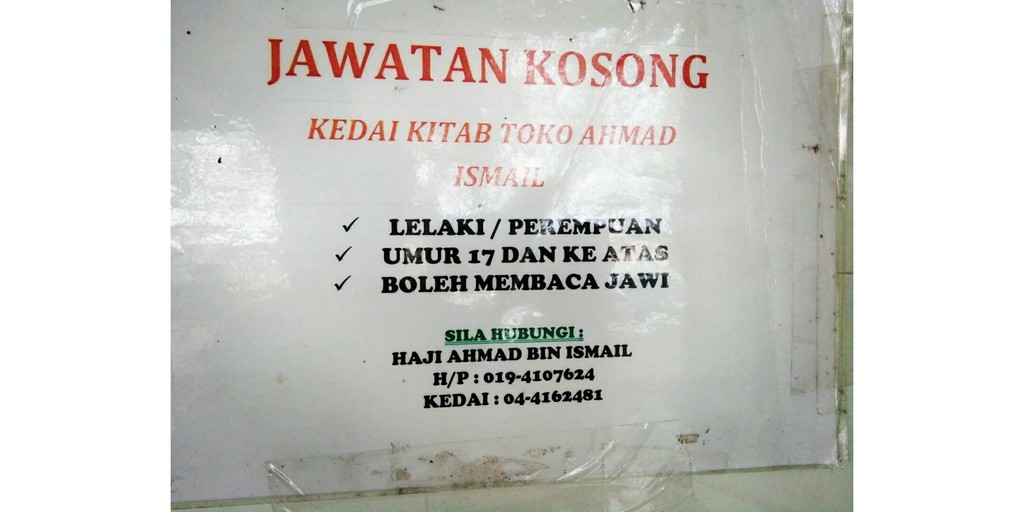 JAWATAN KOSONG
KEDAI KITAB TOKO AHMAD
ISMAIL
✓ LELAKI / PEREMPUAN
✓ UMUR 17 DAN KE ATAS
✓ BOLEH MEMBACA JAWI
SILA HUBUNGI :
HAJI AHMAD BIN ISMAIL
H/P : 019-4107624
KEDAI : 04-4162481